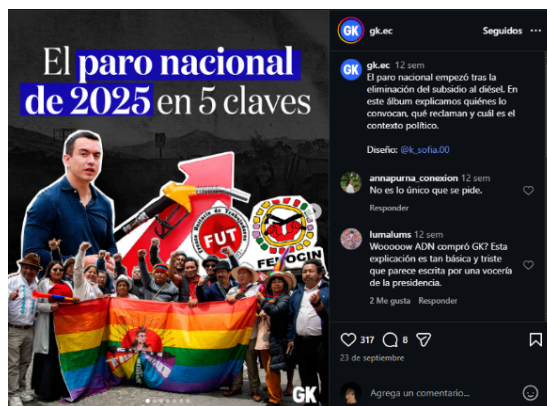 El paro nacional
de 2025 en 5 claves
FUT
FENOCIN
GK
GK
gk.ec
Seguidos
GK
gk.ec 12 sem
El paro nacional empezó tras la
eliminación del subsidio al diésel. En
este álbum explicamos quiénes lo
convocan, qué reclaman y cuál es el
contexto político.
Diseño: @k_sofia.00
annapurna_conexion 12 sem
No es lo único que se pide.
Responder
lumalums 12 sem
Wooooow ADN compró GK? Esta
explicación es tan básica y triste
que parece escrita por una vocería
de la presidencia.
2 Me gusta Responder
317 8
23 de septiembre
Agrega un comentario...